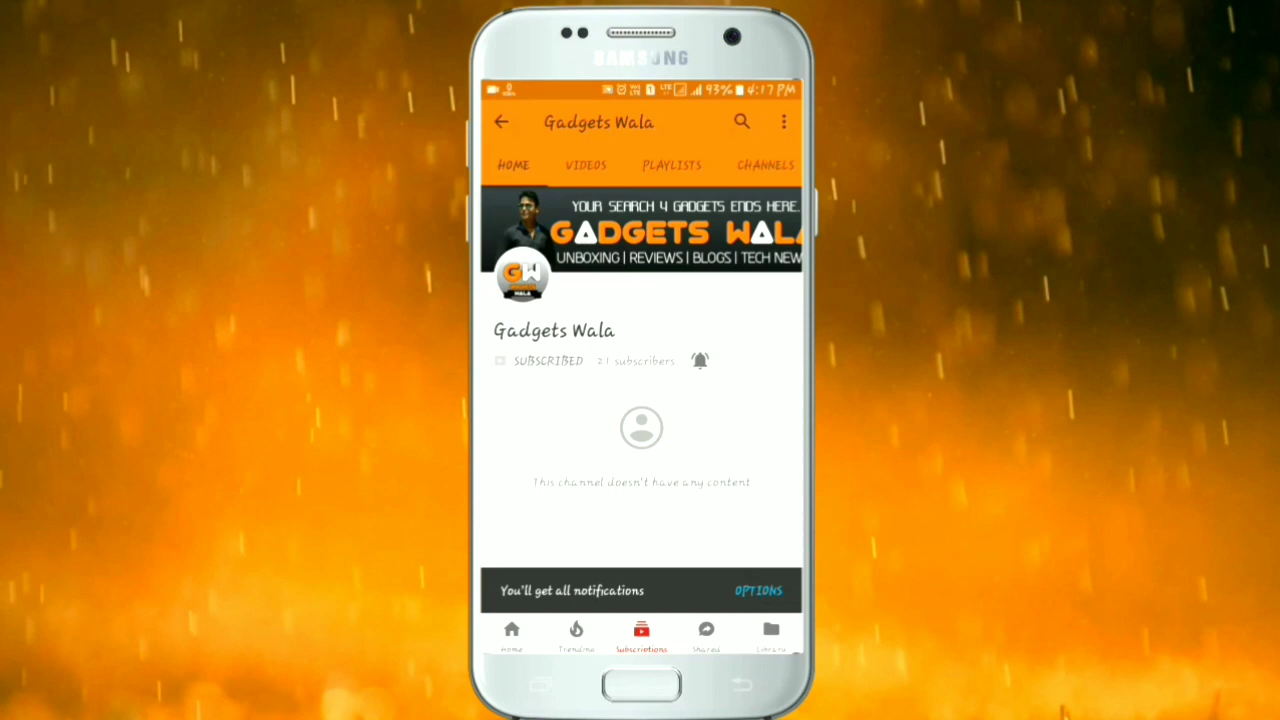 SAMSUNG
93% 4:17 PM
Gadgets Wala
HOME VIDEOS PLAYLISTS CHANNELS
YOUR SEARCH 4 GADGETS ENDS HERE.
GADGETS WALA
UNBOXING | REVIEWS | BLOGS | TECH NEW
GW
WALA
Gadgets Wala
SUBSCRIBED 21 subscribers
This channel doesn't have any content
You'll get all notifications OPTIONS
Home Trending Subscriptions Shared Library